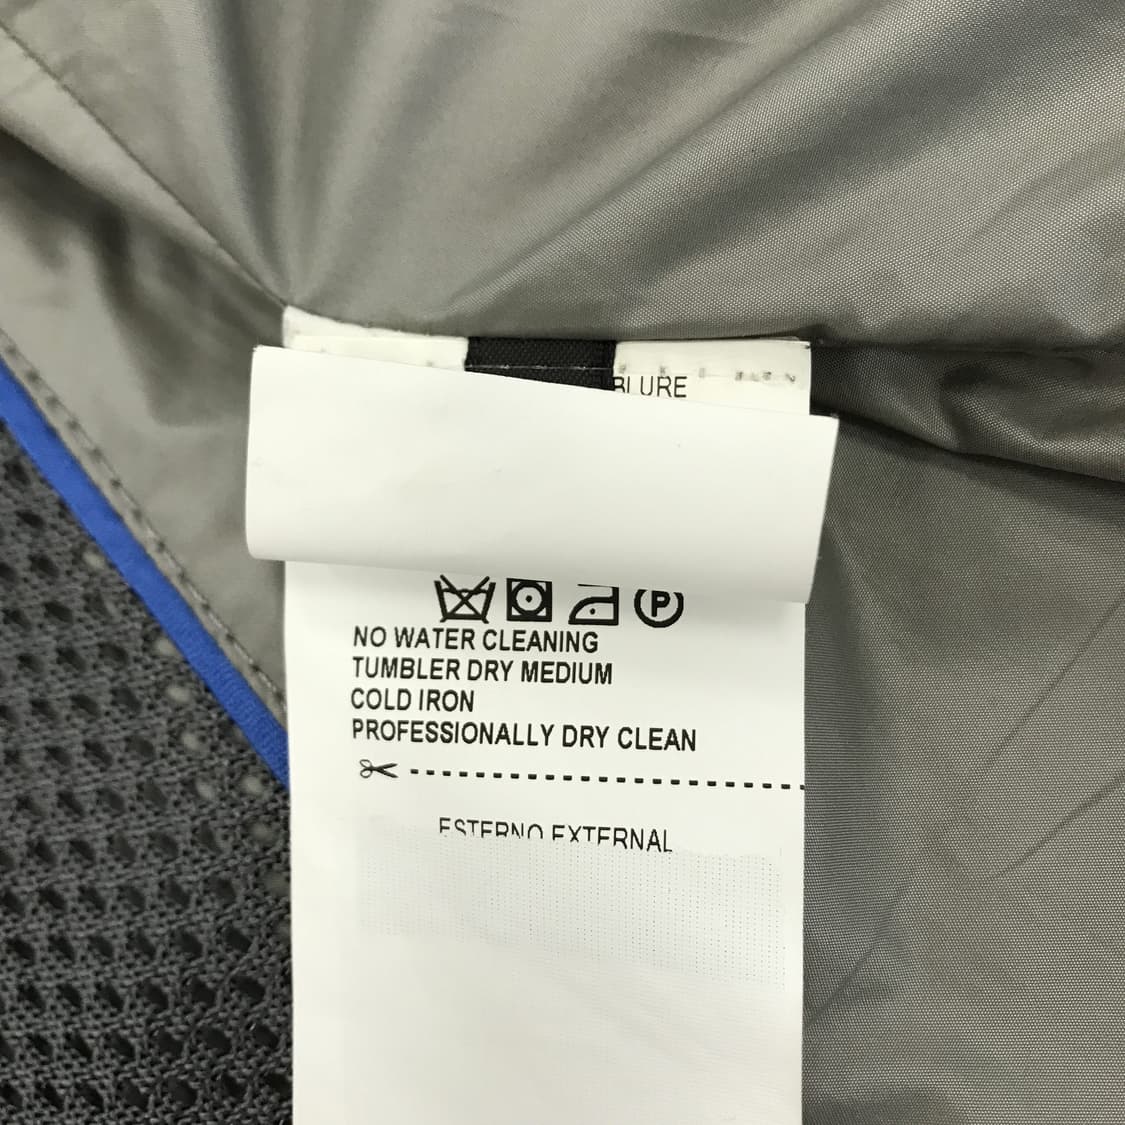 BLURE
P
NO WATER CLEANING
TUMBLER DRY MEDIUM
COLD IRON
PROFESSIONALLY DRY CLEAN
ESTERNO EXTERNAL